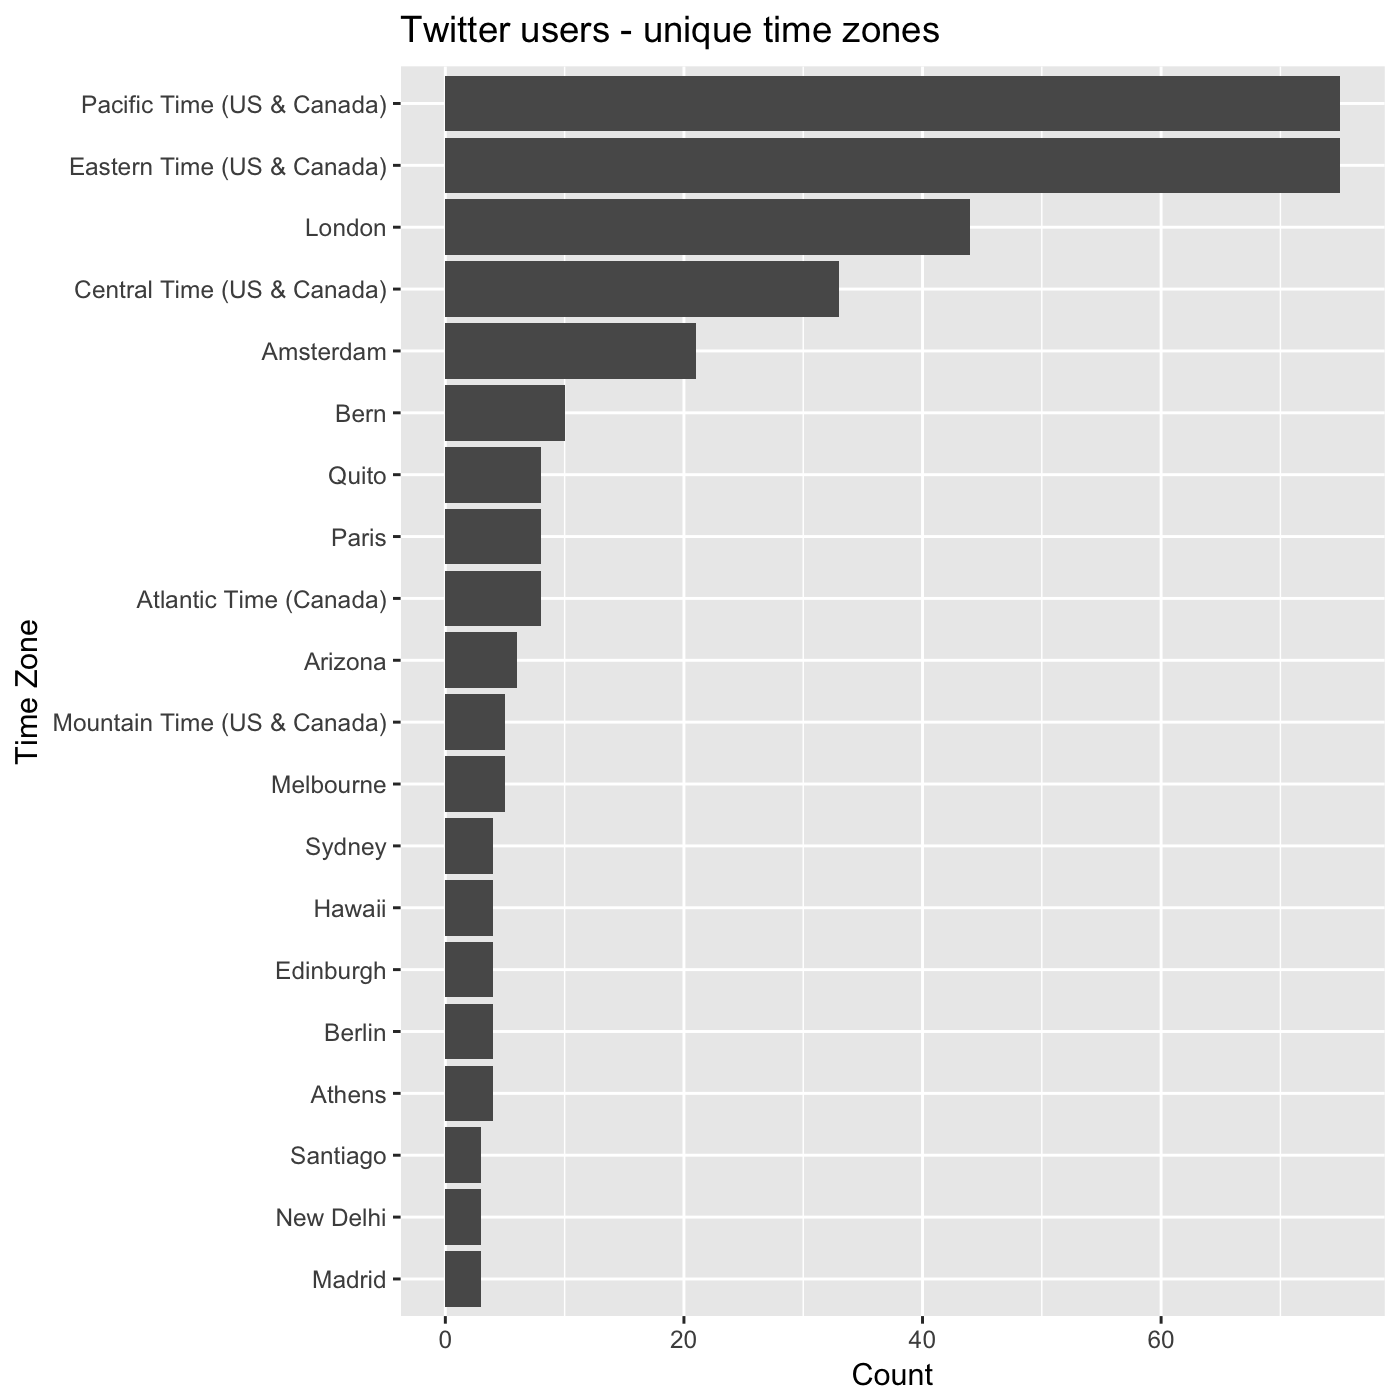 Twitter users - unique time zones
Pacific Time (US & Canada)
Eastern Time (US & Canada)
London
Central Time (US & Canada)
Amsterdam
Bern
Quito
Paris
Atlantic Time (Canada)
Arizona
Mountain Time (US & Canada)
Melbourne
Sydney
Hawaii
Edinburgh
Berlin
Athens
Santiago
New Delhi
Madrid
Time Zone
0 20 40 60
Count